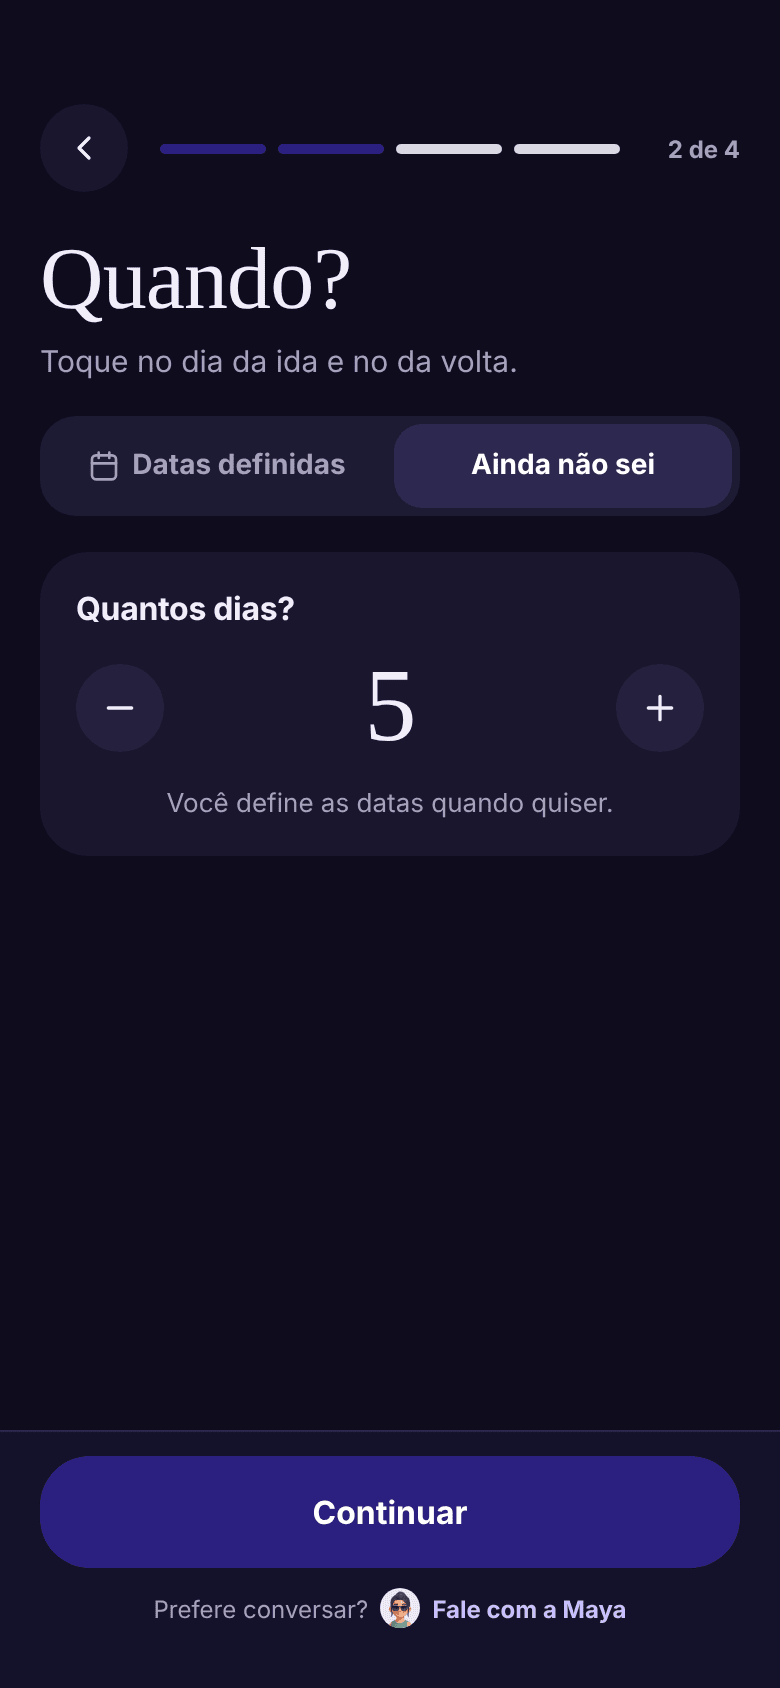 2 de 4
Quando?
Toque no dia da ida e no da volta.
Datas definidas
Ainda não sei
Quantos dias?
5
Você define as datas quando quiser.
Continuar
Prefere conversar? Fale com a Maya